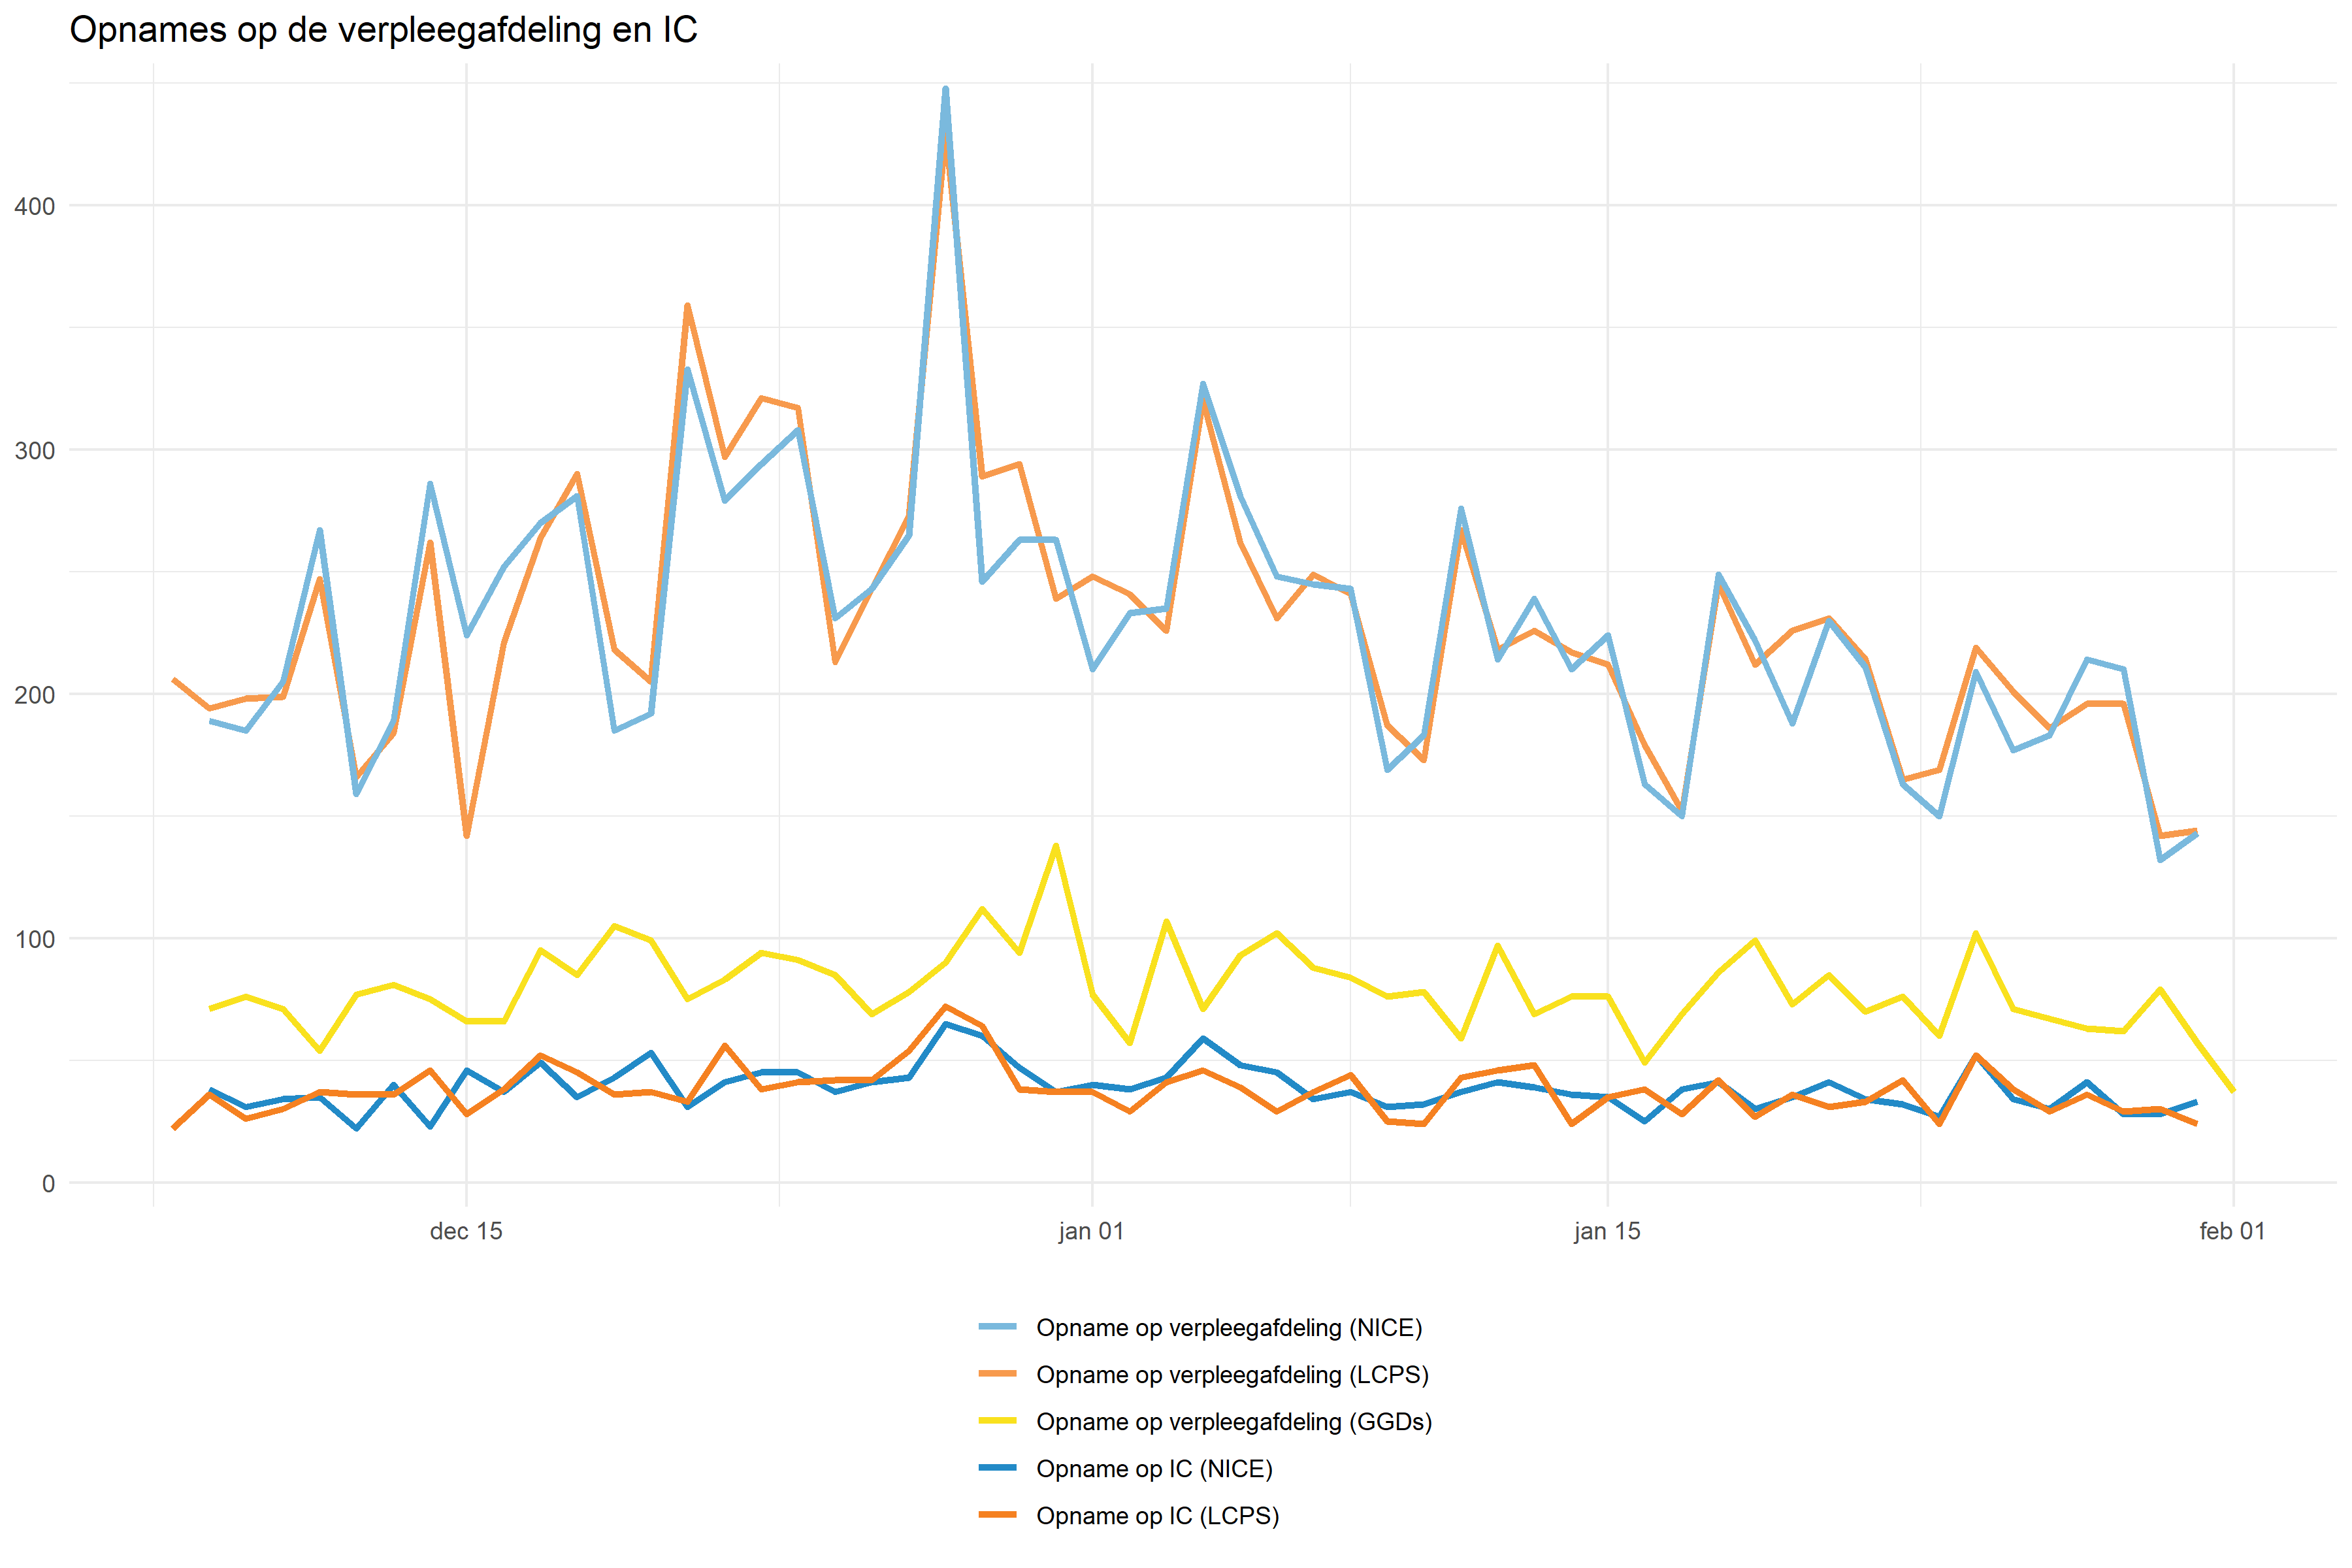 Opnames op de verpleegafdeling en IC
400
300
200
100
0
dec 15 jan 01 jan 15 feb 01
Opname op verpleegafdeling (NICE)
Opname op verpleegafdeling (LCPS)
Opname op verpleegafdeling (GGDs)
Opname op IC (NICE)
Opname op IC (LCPS)